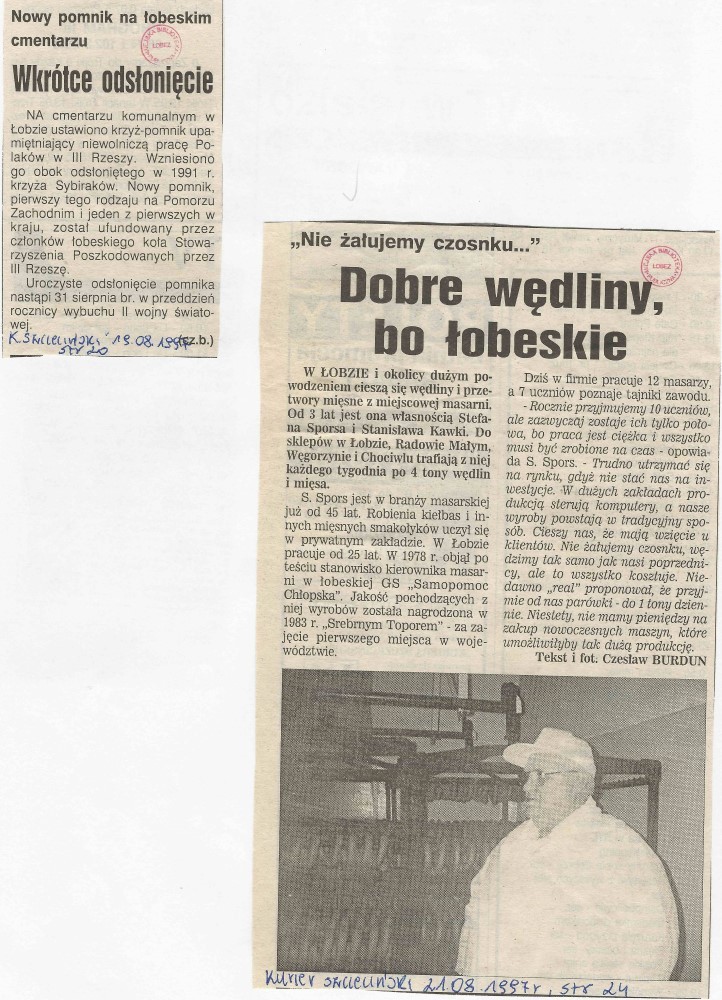 Nowy pomnik na łobeskim
cmentarzu
Wkrótce odsłonięcie
NA cmentarzu komunalnym w
Łobzie ustawiono krzyż-pomnik upa-
miętniający niewolniczą pracę Po-
laków w III Rzeszy. Wzniesiono
go obok odsłoniętego w 1991 r.
krzyża Sybiraków. Nowy pomnik,
pierwszy tego rodzaju na Pomorzu
Zachodnim i jeden z pierwszych w
kraju, został ufundowany przez
członków łobeskiego koła Stowa-
rzyszenia Poszkodowanych przez
III Rzeszę.
Uroczyste odsłonięcie pomnika
nastąpi 31 sierpnia br. w przeddzień
rocznicy wybuchu II wojny świato-
wej.
(sz.b.)
K. Szczeciński 19.08.1997
str 20
ŁOBEZ
„Nie żałujemy czosnku...”
ŁOBEZ
Dobre wędliny,
bo łobeskie
W ŁOBZIE i okolicy dużym po-
wodzeniem cieszą się wędliny i prze-
twory mięsne z miejscowej masarni.
Od 3 lat jest ona własnością Stefa-
na Sporsa i Stanisława Kawki. Do
sklepów w Łobzie, Radowie Małym,
Węgorzynie i Chociwlu trafiają z niej
każdego tygodnia po 4 tony wędlin
i mięsa.
S. Spors jest w branży masarskiej
już od 45 lat. Robienia kiełbas i in-
nych mięsnych smakołyków uczył się
w prywatnym zakładzie. W Łobzie
pracuje od 25 lat. W 1978 r. objął po
teściu stanowisko kierownika masar-
ni w łobeskiej GS „Samopomoc
Chłopska”. Jakość pochodzących z
niej wyrobów została nagrodzona w
1983 r. „Srebrnym Toporem” - za za-
jęcie pierwszego miejsca w woje-
wództwie.
Dziś w firmie pracuje 12 masarzy,
a 7 uczniów poznaje tajniki zawodu.
- Rocznie przyjmujemy 10 uczniów,
ale zazwyczaj zostaje ich tylko poło-
wa, bo praca jest ciężka i wszystko
musi być zrobione na czas - opowia-
da S. Spors. - Trudno utrzymać się
na rynku, gdyż nie stać nas na in-
westycje. W dużych zakładach pro-
dukcją sterują komputery, a nasze
wyroby powstają w tradycyjny spo-
sób. Cieszy nas, że mają wzięcie u
klientów. Nie żałujemy czosnku, wę-
dzimy tak samo jak nasi poprzedni-
cy, ale to wszystko kosztuje. Nie-
dawno „real” proponował, że przyj-
mie od nas parówki - do 1 tony dzien-
nie. Niestety, nie mamy pieniędzy na
zakup nowoczesnych maszyn, które
umożliwiłyby tak dużą produkcję.
Tekst i fot. Czesław BURDUN
Kurier Szczeciński 21.08.1997r, str 24